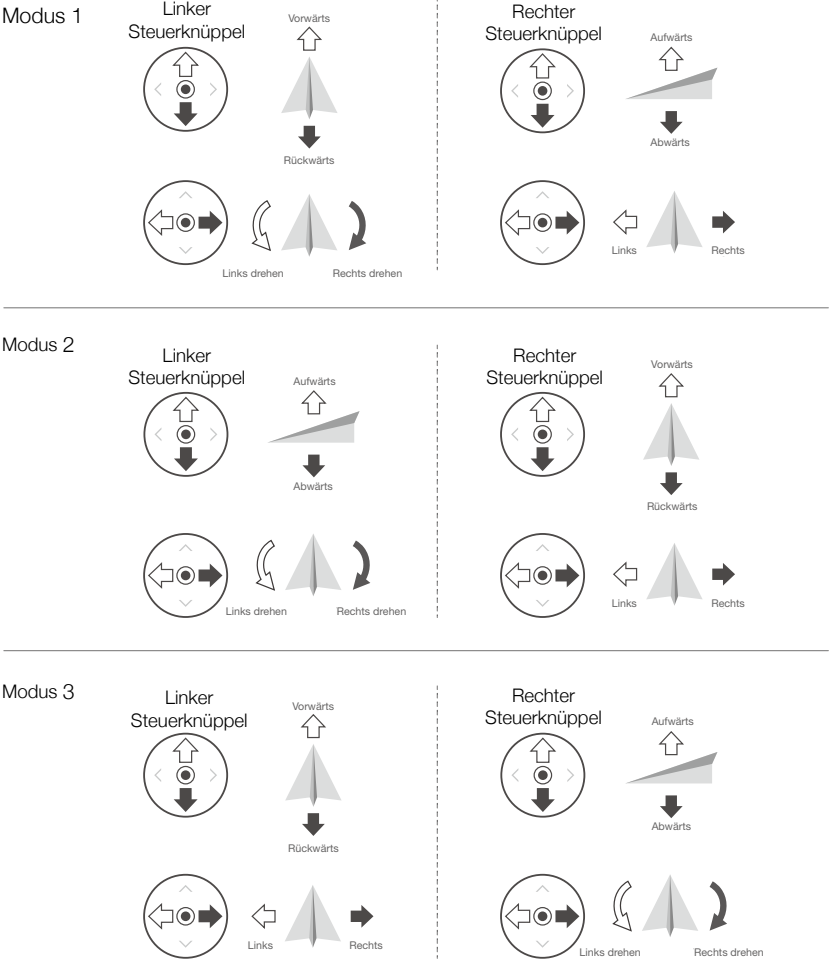 Modus 1
Linker
Steuerknüppel
Vorwärts
Rückwärts
Links drehen
Rechts drehen
Rechter
Steuerknüppel
Aufwärts
Abwärts
Links
Rechts
Modus 2
Linker
Steuerknüppel
Aufwärts
Abwärts
Links drehen
Rechts drehen
Rechter
Steuerknüppel
Vorwärts
Rückwärts
Links
Rechts
Modus 3
Linker
Steuerknüppel
Vorwärts
Rückwärts
Links
Rechts
Rechter
Steuerknüppel
Aufwärts
Abwärts
Links drehen
Rechts drehen